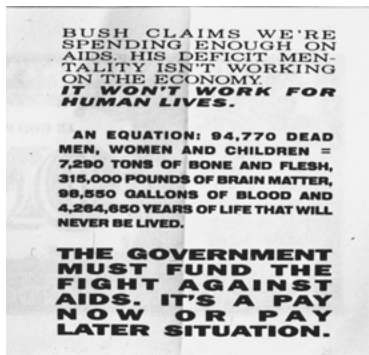 BUSH CLAIMS WE'RE
SPENDING ENOUGH ON
AIDS. HIS DEFICIT MEN-
TALITY ISN'T WORKING
ON THE ECONOMY.
IT WON'T WORK FOR
HUMAN LIVES.
AN EQUATION: 94,770 DEAD
MEN, WOMEN AND CHILDREN =
7,290 TONS OF BONE AND FLESH,
315,000 POUNDS OF BRAIN MATTER,
98,550 GALLONS OF BLOOD AND
4,264,650 YEARS OF LIFE THAT WILL
NEVER BE LIVED.
THE GOVERNMENT
MUST FUND THE
FIGHT AGAINST
AIDS. IT'S A PAY
NOW OR PAY
LATER SITUATION.